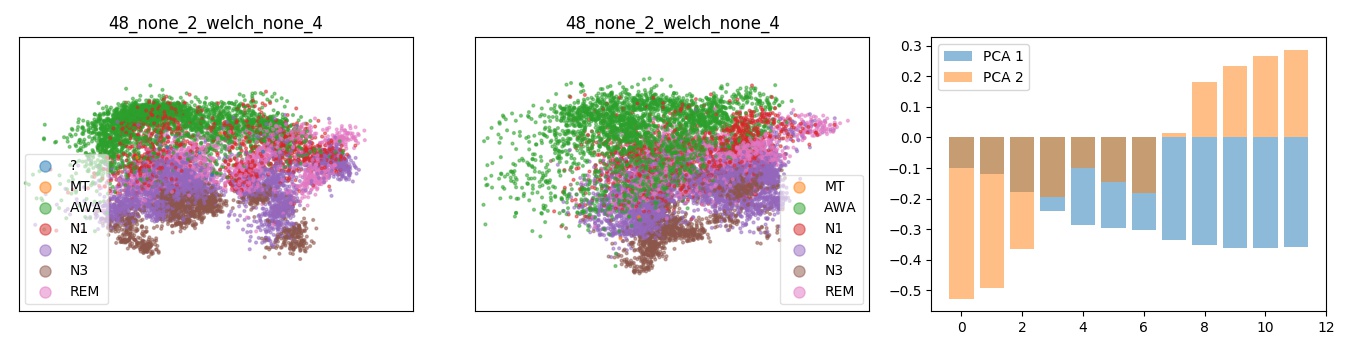 48_none_2_welch_none_4
?
MT
AWA
N1
N2
N3
REM
48_none_2_welch_none_4
MT
AWA
N1
N2
N3
REM
PCA 1
PCA 2
0.3
0.2
0.1
0.0
−0.1
−0.2
−0.3
−0.4
−0.5
0 2 4 6 8 10 12